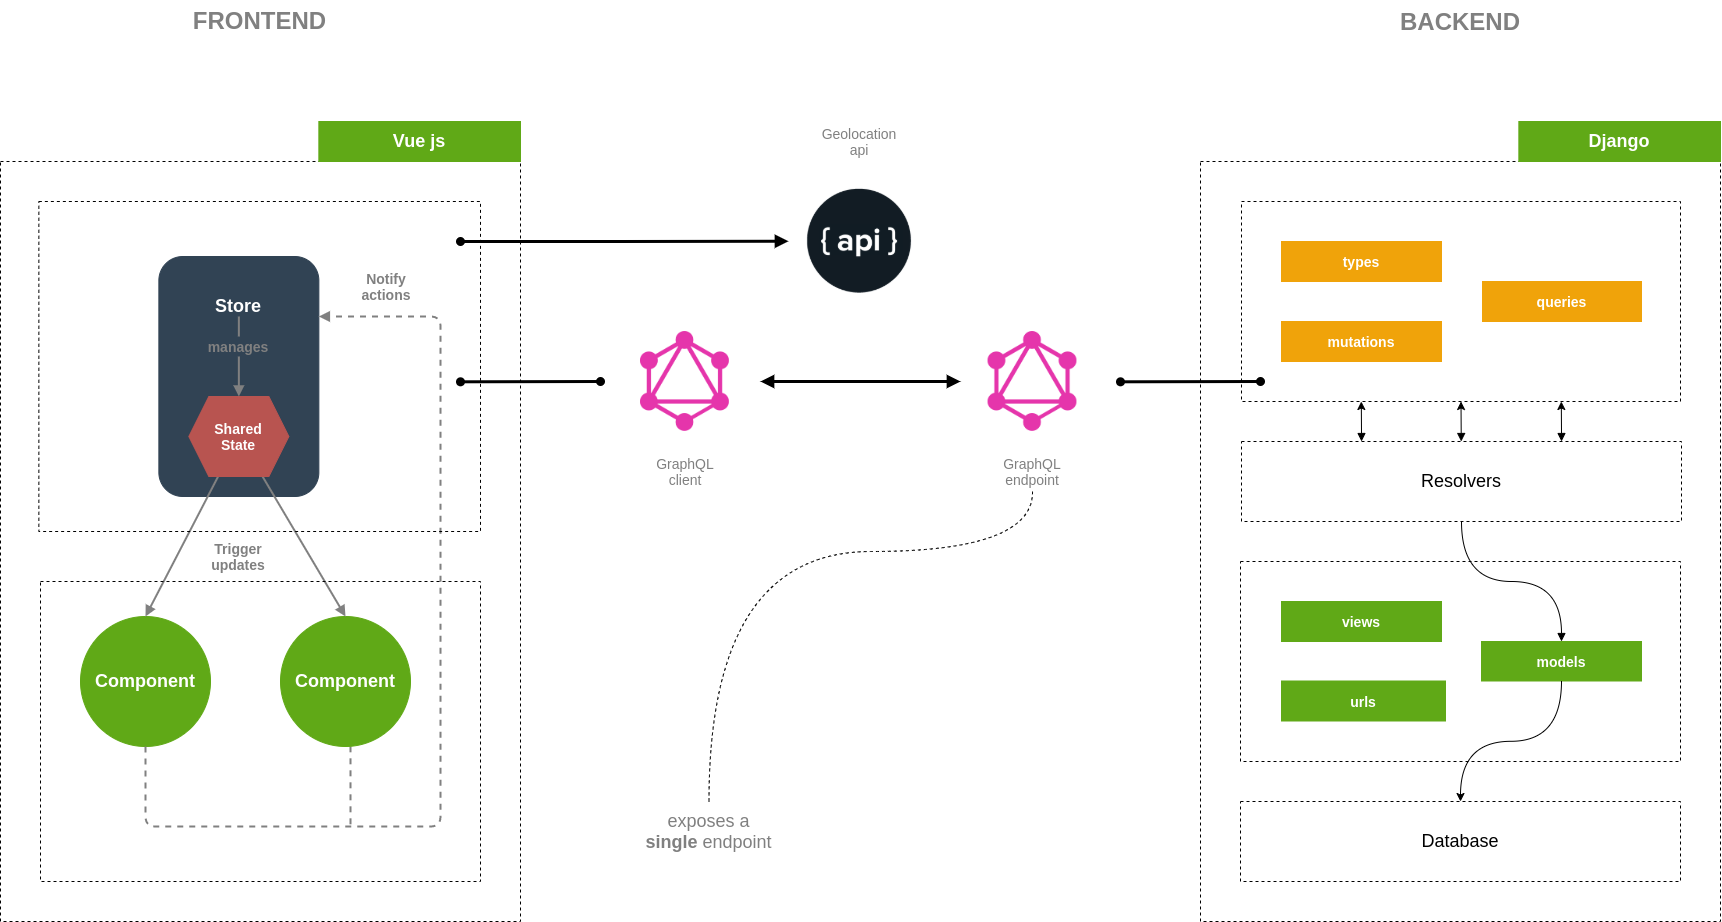 FRONTEND
BACKEND
Vue js
Django
Geolocation
api
{ api }
Store
manages
Shared
State
Notify
actions
Trigger
updates
Component
Component
GraphQL
client
GraphQL
endpoint
exposes a
single endpoint
types
queries
mutations
Resolvers
views
models
urls
Database